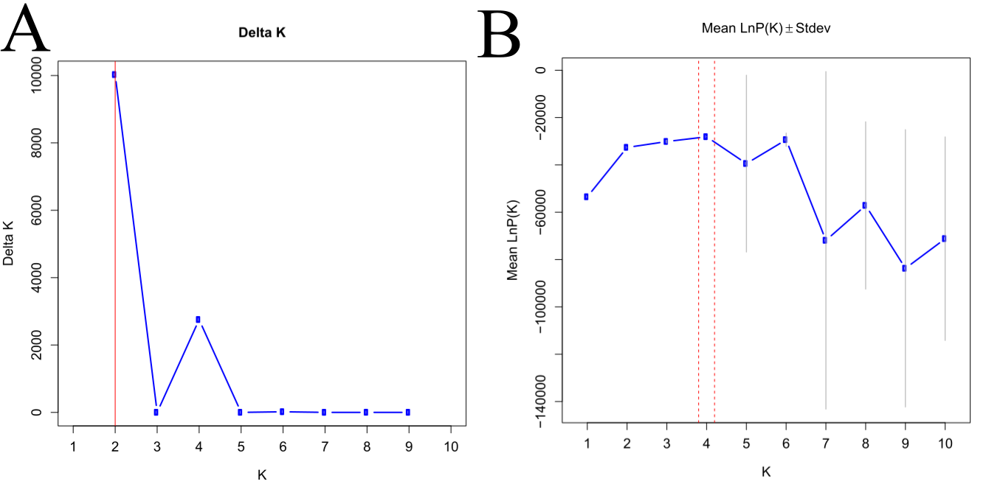 A
Delta K
Delta K
10000
8000
6000
4000
2000
0
1 2 3 4 5 6 7 8 9 10
K
B
Mean LnP(K) ± Stdev
Mean LnP(K)
0
−20000
−60000
−100000
−140000
1 2 3 4 5 6 7 8 9 10
K